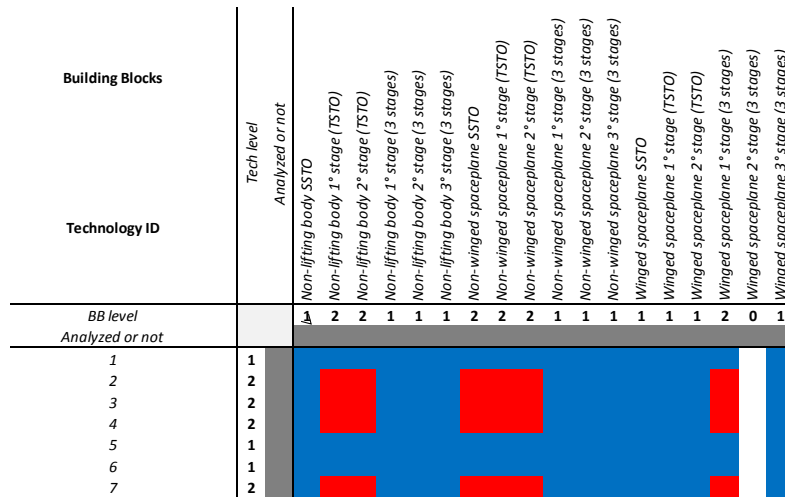 Building Blocks
Technology ID
Tech level
Analyzed or not
Non-lifting body SSTO
Non-lifting body 1° stage (TSTO)
Non-lifting body 2° stage (TSTO)
Non-lifting body 1° stage (3 stages)
Non-lifting body 2° stage (3 stages)
Non-lifting body 3° stage (3 stages)
Non-winged spaceplane SSTO
Non-winged spaceplane 1° stage (TSTO)
Non-winged spaceplane 2° stage (TSTO)
Non-winged spaceplane 1° stage (3 stages)
Non-winged spaceplane 2° stage (3 stages)
Non-winged spaceplane 3° stage (3 stages)
Winged spaceplane SSTO
Winged spaceplane 1° stage (TSTO)
Winged spaceplane 2° stage (TSTO)
Winged spaceplane 1° stage (3 stages)
Winged spaceplane 2° stage (3 stages)
Winged spaceplane 3° stage (3 stages)
BB level 1 2 2 1 1 1 2 2 2 1 1 1 1 1 1 2 0 1
Analyzed or not
1 1
2 2
3 2
4 2
5 1
6 1
7 2